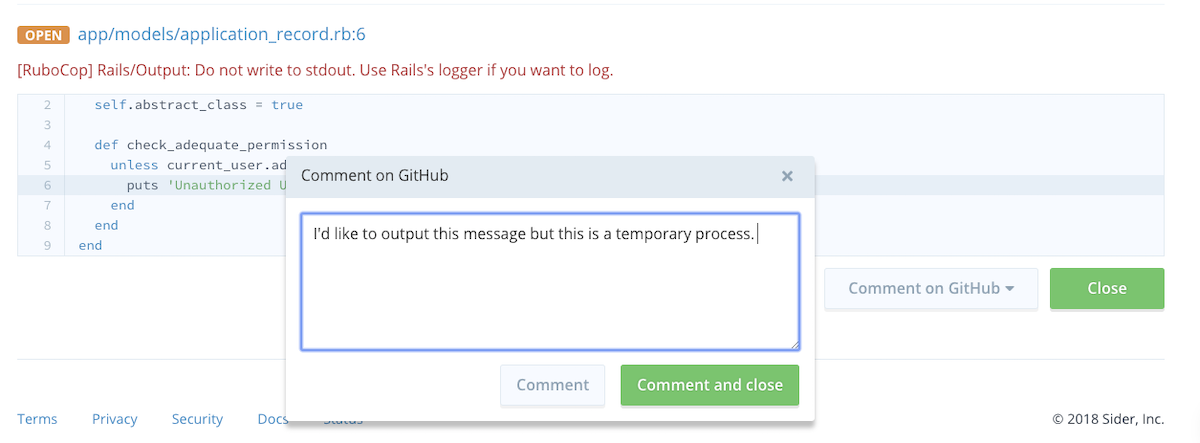 OPEN app/models/application_record.rb:6
[RuboCop] Rails/Output: Do not write to stdout. Use Rails's logger if you want to log.
2 self.abstract_class = true
3
4 def check_adequate_permission
5 unless current_user.ad
6 puts 'Unauthorized U
7 end
8 end
9 end
Comment on GitHub ×
I'd like to output this message but this is a temporary process.
Comment Comment and close
Comment on GitHub Close
Terms Privacy Security Docs Status © 2018 Sider, Inc.